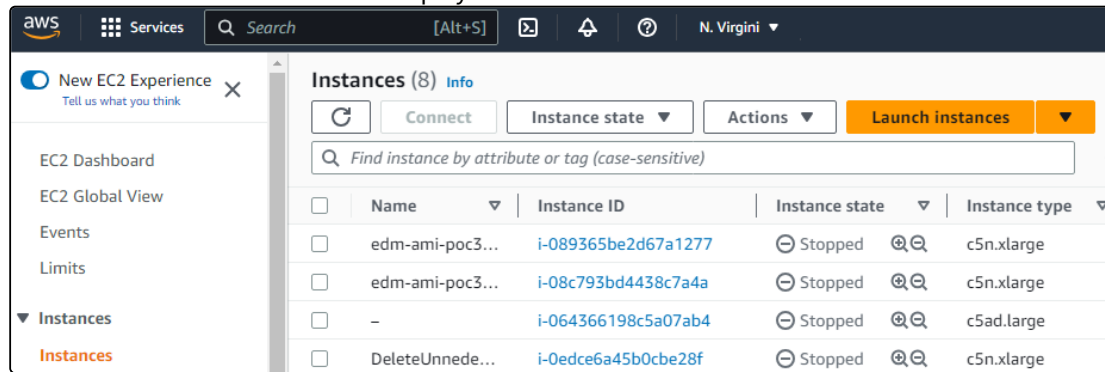 aws Services Search [Alt+S] N. Virgini
New EC2 Experience
Tell us what you think
EC2 Dashboard
EC2 Global View
Events
Limits
Instances
Instances
Instances (8) Info
Connect Instance state Actions Launch instances
Find instance by attribute or tag (case-sensitive)
Name Instance ID Instance state Instance type
edm-ami-poc3... i-089365be2d67a1277 Stopped c5n.xlarge
edm-ami-poc3... i-08c793bd4438c7a4a Stopped c5n.xlarge
– i-064366198c5a07ab4 Stopped c5ad.large
DeleteUnnede... i-0edce6a45b0cbe28f Stopped c5n.xlarge